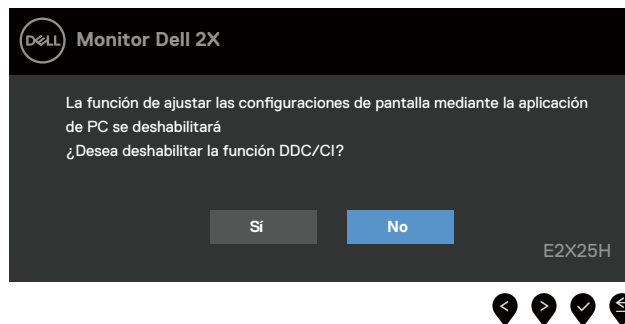 DELL
Monitor Dell 2X
La función de ajustar las configuraciones de pantalla mediante la aplicación
de PC se deshabilitará
¿Desea deshabilitar la función DDC/CI?
Sí
No
E2X25H